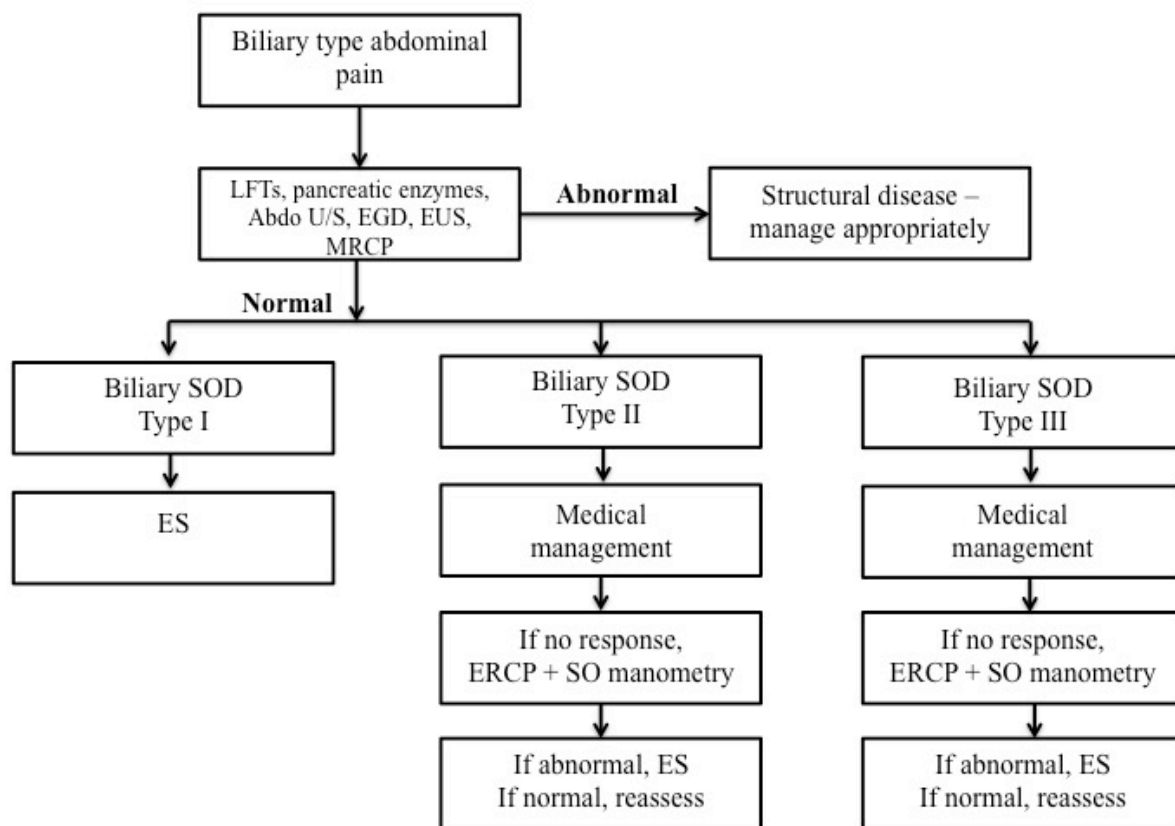 Biliary type abdominal
pain
LFTs, pancreatic enzymes,
Abdo U/S, EGD, EUS,
MRCP
Abnormal
Structural disease –
manage appropriately
Normal
Biliary SOD
Type I
ES
Biliary SOD
Type II
Medical
management
If no response,
ERCP + SO manometry
If abnormal, ES
If normal, reassess
Biliary SOD
Type III
Medical
management
If no response,
ERCP + SO manometry
If abnormal, ES
If normal, reassess